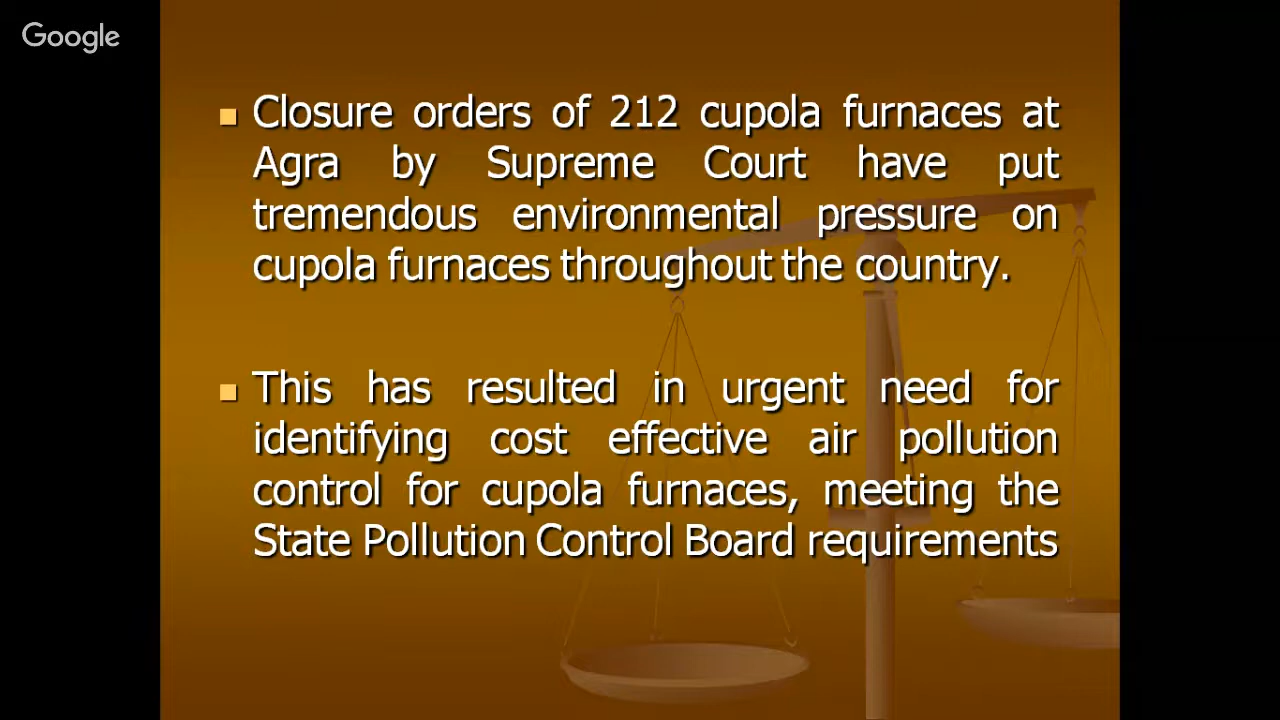 Google
Closure orders of 212 cupola furnaces at
Agra by Supreme Court have put
tremendous environmental pressure on
cupola furnaces throughout the country.
This has resulted in urgent need for
identifying cost effective air pollution
control for cupola furnaces, meeting the
State Pollution Control Board requirements